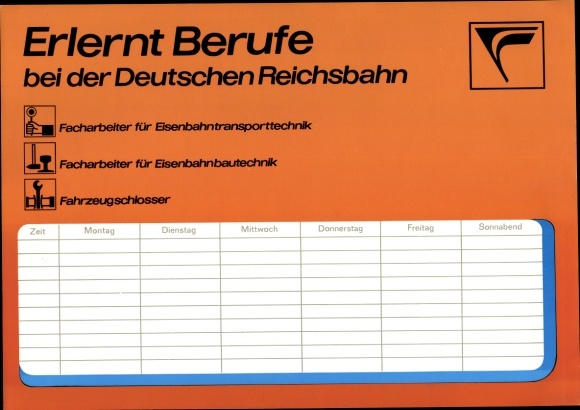 Erlernt Berufe
bei der Deutschen Reichsbahn
Facharbeiter für Eisenbahntransporttechnik
Facharbeiter für Eisenbahnbautechnik
Fahrzeugschlosser
Zeit Montag Dienstag Mittwoch Donnerstag Freitag Sonnabend